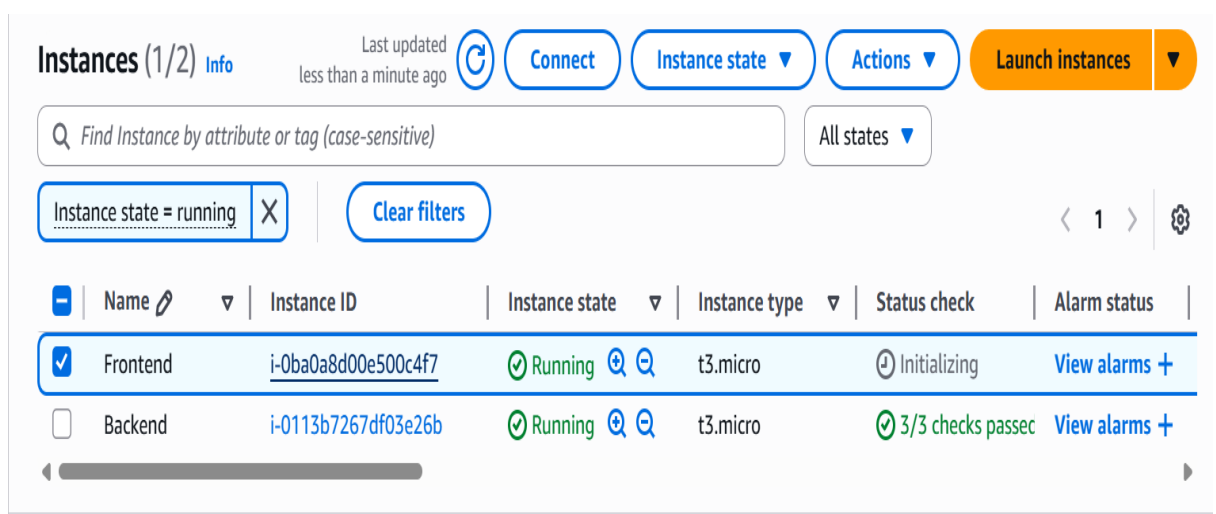 Instances (1/2) Info
Last updated
less than a minute ago
Connect
Instance state
Actions
Launch instances
Find Instance by attribute or tag (case-sensitive)
All states
Instance state = running
Clear filters
1
Name Instance ID Instance state Instance type Status check Alarm status
Frontend i-0ba0a8d00e500c4f7 Running t3.micro Initializing View alarms +
Backend i-0113b7267df03e26b Running t3.micro 3/3 checks passec View alarms +